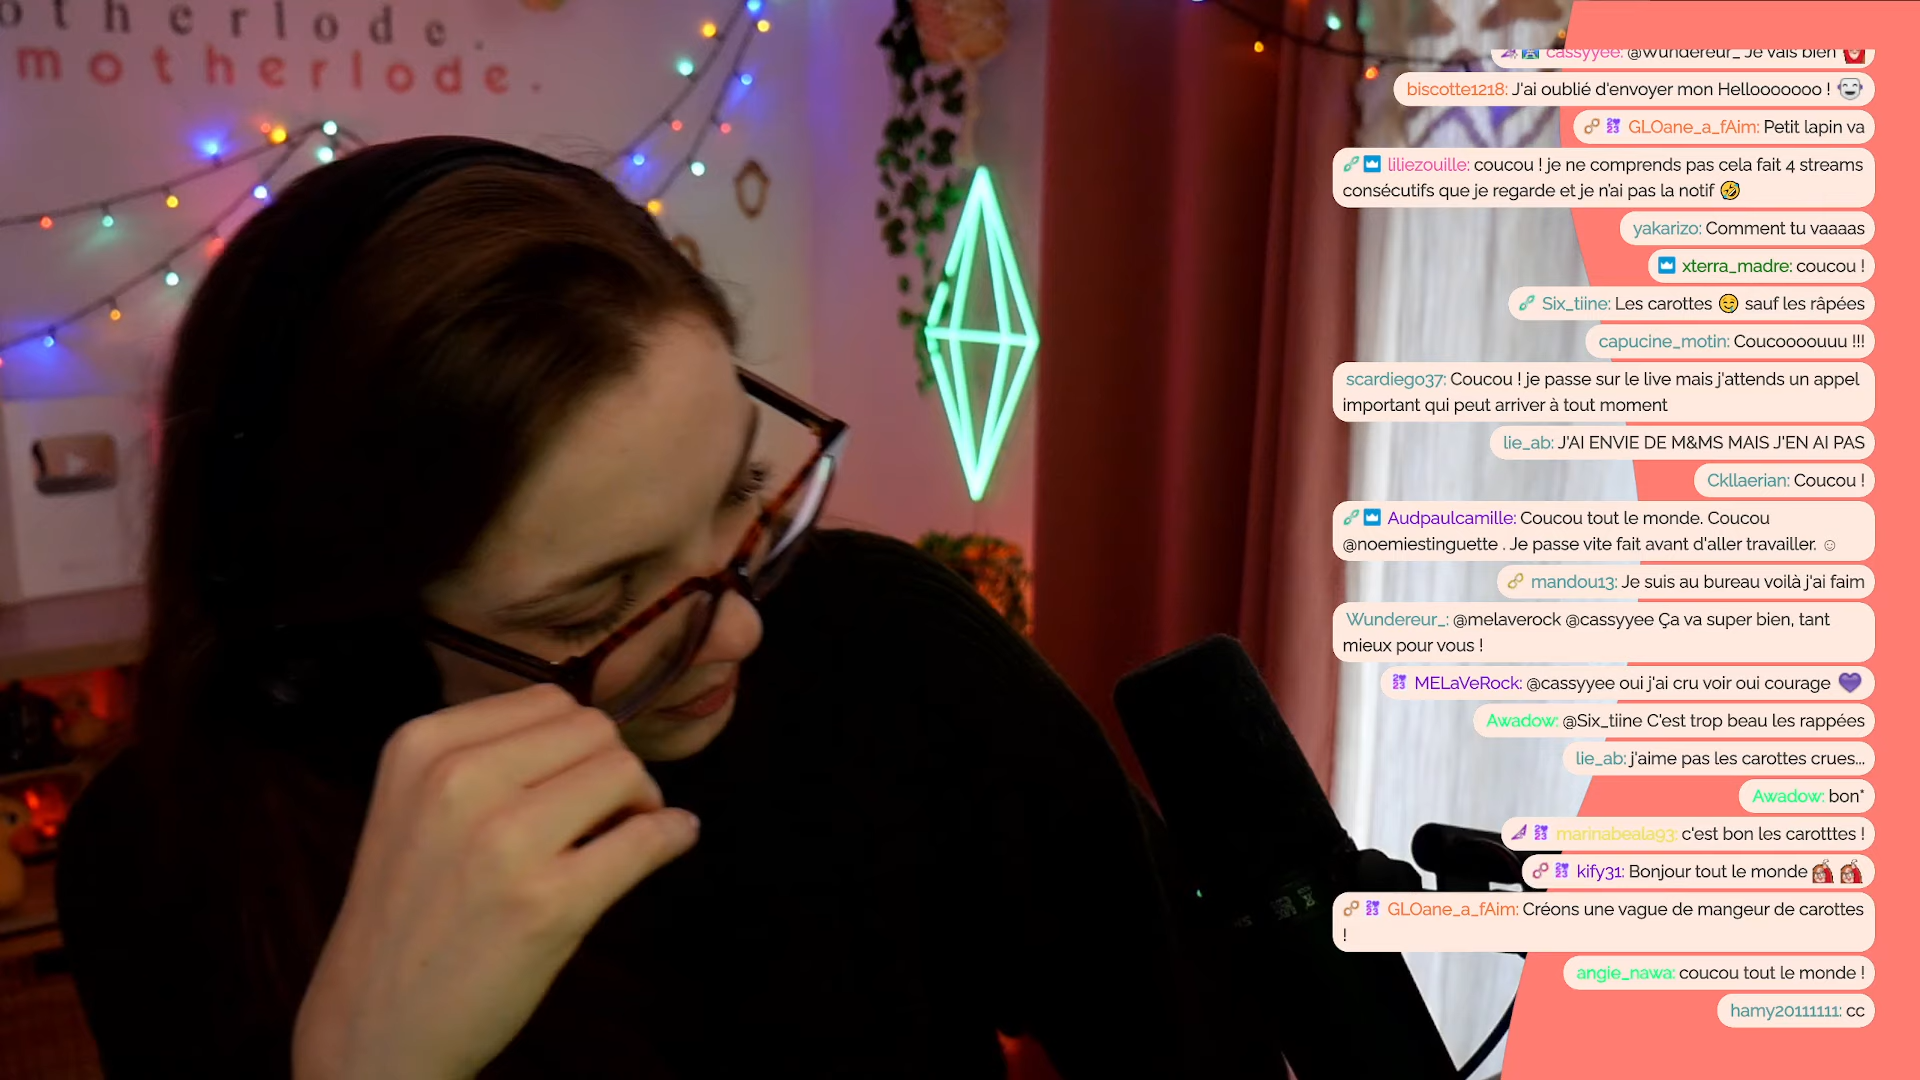 otherlode.
motherlode.
cassyyee: @Wundereur_ Je vais bien
biscotte1218: J'ai oublié d'envoyer mon Hellooooooo !
GLOane_a_fAim: Petit lapin va
liliezouille: coucou ! je ne comprends pas cela fait 4 streams
consécutifs que je regarde et je n'ai pas la notif 🤣
yakarizo: Comment tu vaaaas
xterra_madre: coucou !
Six_tiine: Les carottes 😋 sauf les râpées
capucine_motin: Coucoooouuu !!!
scardiego37: Coucou ! je passe sur le live mais j'attends un appel
important qui peut arriver à tout moment
lie_ab: J'AI ENVIE DE M&MS MAIS J'EN AI PAS
Ckllaerian: Coucou !
Audpaulcamille: Coucou tout le monde. Coucou
@noemiestinguette . Je passe vite fait avant d'aller travailler. ☺
mandou13: Je suis au bureau voilà j'ai faim
Wundereur_: @melaverock @cassyyee Ça va super bien, tant
mieux pour vous !
MELaVeRock: @cassyyee oui j'ai cru voir oui courage 💜
Awadow: @Six_tiine C'est trop beau les rappées
lie_ab: j'aime pas les carottes crues...
Awadow: bon*
marinabeala93: c'est bon les carotttes !
kify31: Bonjour tout le monde
GLOane_a_fAim: Créons une vague de mangeur de carottes
!
angie_nawa: coucou tout le monde !
hamy20111111: cc